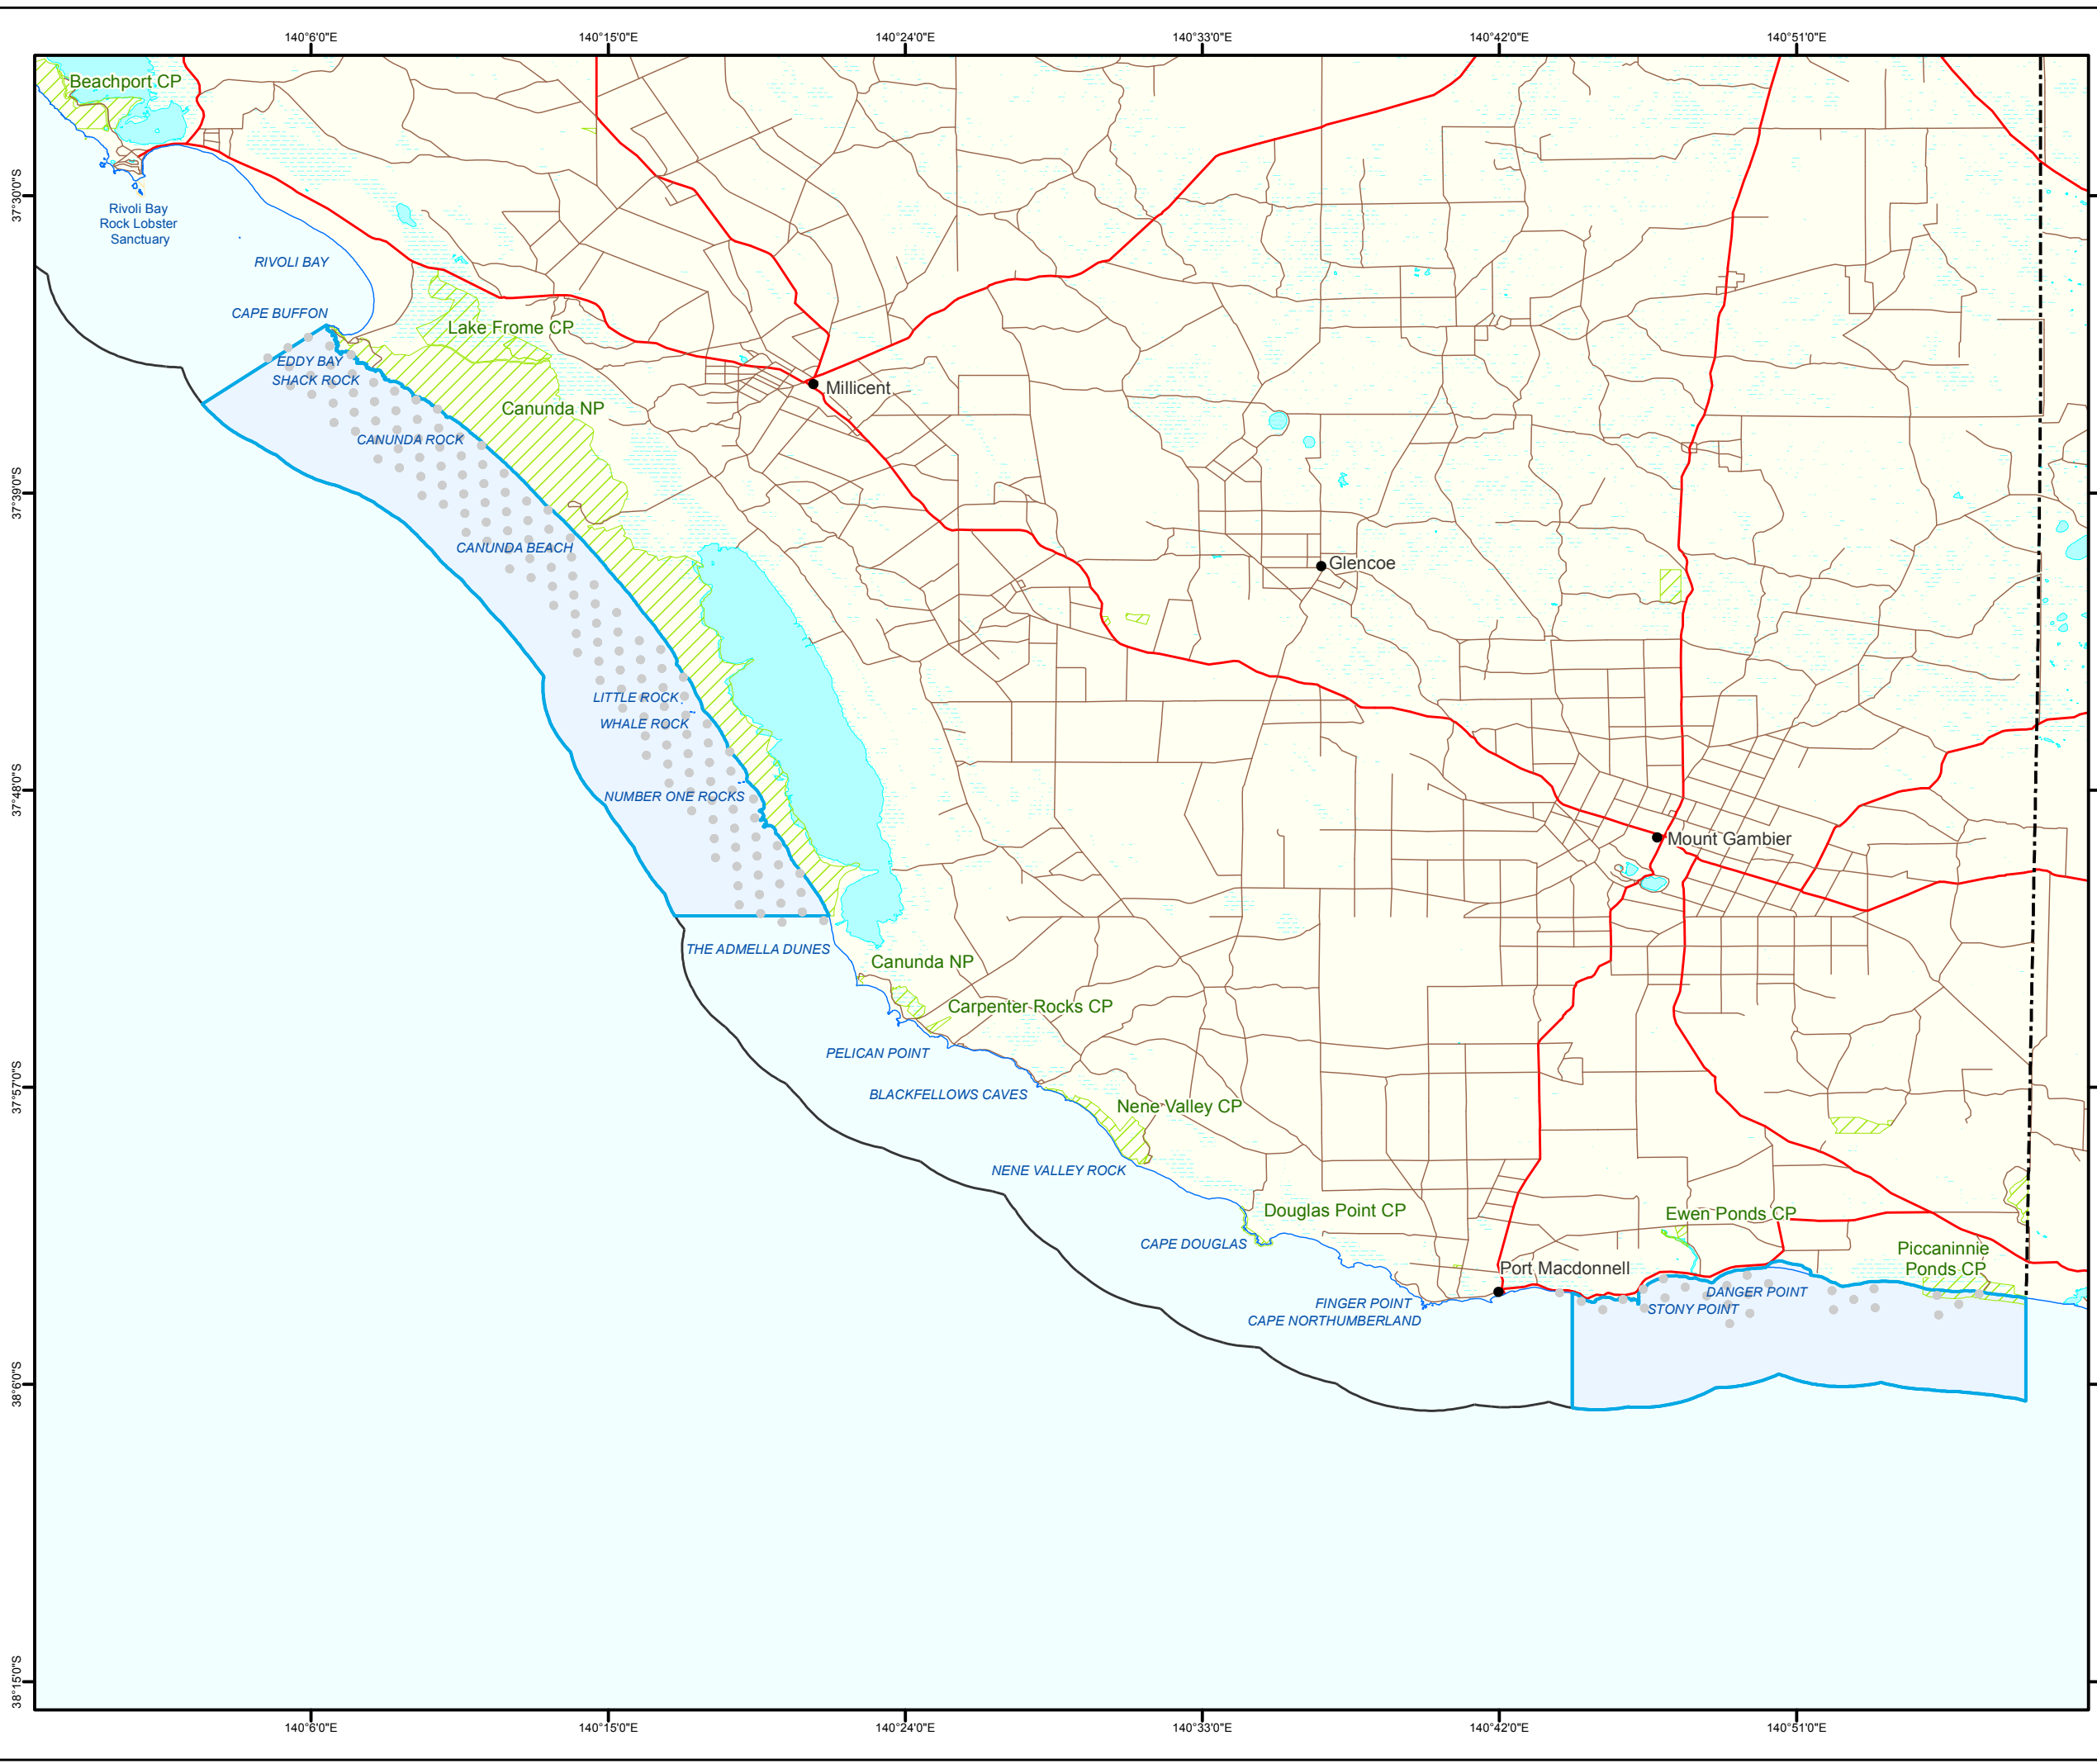 140°6'0"E
140°15'0"E
140°24'0"E
140°33'0"E
140°42'0"E
140°51'0"E
Beachport CP
37°30'0"S
Rivoli Bay
Rock Lobster
Sanctuary
RIVOLI BAY
CAPE BUFFON
Lake Frome CP
EDDY BAY
SHACK ROCK
Millicent
Canunda NP
CANUNDA ROCK
37°39'0"S
CANUNDA BEACH
Glencoe
LITTLE ROCK
WHALE ROCK
37°48'0"S
NUMBER ONE ROCKS
Mount Gambier
THE ADMELLA DUNES
Canunda NP
Carpenter Rocks CP
PELICAN POINT
37°57'0"S
BLACKFELLOWS CAVES
Nene Valley CP
NENE VALLEY ROCK
Douglas Point CP
Ewen Ponds CP
CAPE DOUGLAS
Piccaninnie
Ponds CP
Port Macdonnell
DANGER POINT
FINGER POINT
STONY POINT
CAPE NORTHUMBERLAND
38°6'0"S
38°15'0"S
140°6'0"E
140°15'0"E
140°24'0"E
140°33'0"E
140°42'0"E
140°51'0"E